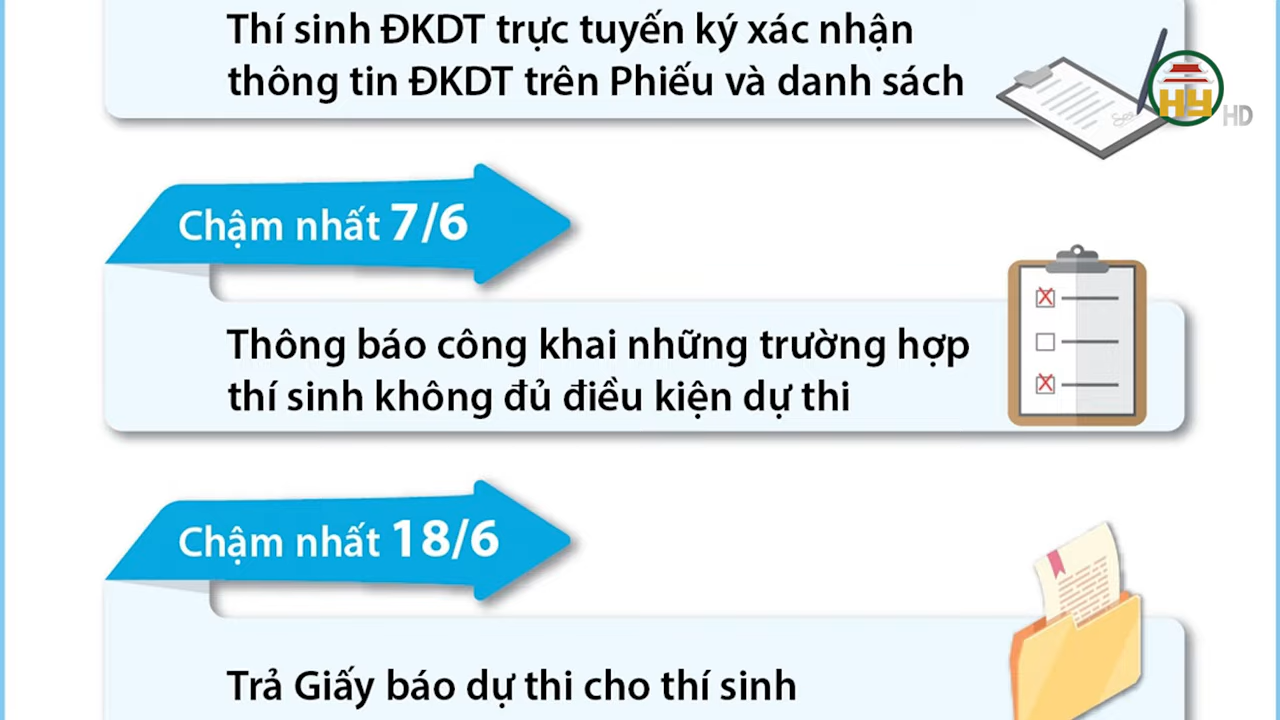 Thí sinh ĐKDT trực tuyến ký xác nhận
thông tin ĐKDT trên Phiếu và danh sách
HY HD
Chậm nhất 7/6
Thông báo công khai những trường hợp
thí sinh không đủ điều kiện dự thi
Chậm nhất 18/6
Trả Giấy báo dự thi cho thí sinh